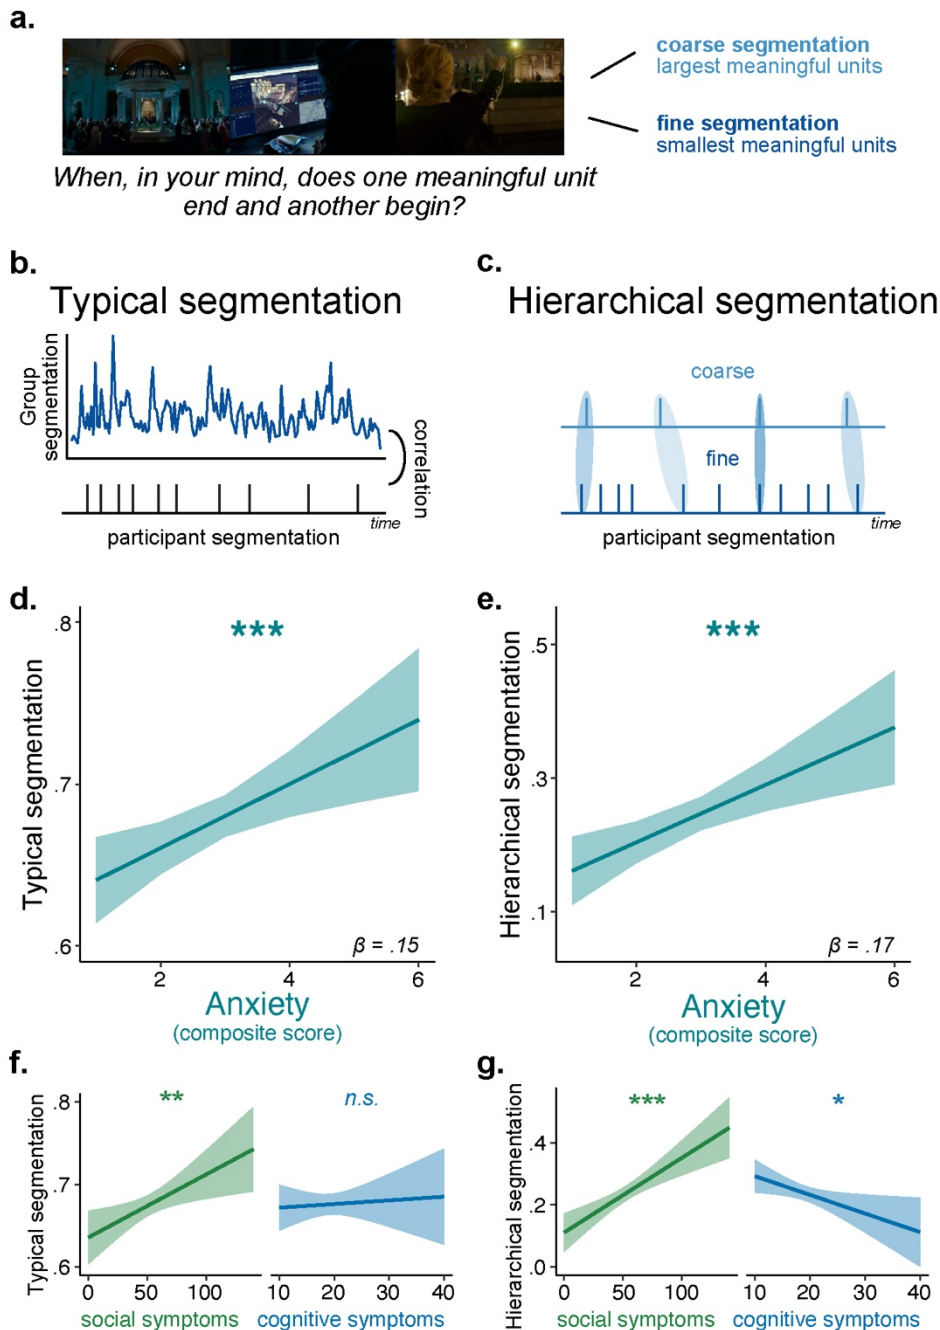 a.
coarse segmentation
largest meaningful units
fine segmentation
smallest meaningful units
When, in your mind, does one meaningful unit
end and another begin?
b.
Typical segmentation
Group
segmentation
correlation
time
participant segmentation
c.
Hierarchical segmentation
coarse
fine
time
participant segmentation
d.
***
Typical segmentation
.8
.7
.6
β = .15
2
4
6
Anxiety
(composite score)
e.
***
Hierarchical segmentation
.5
.3
.1
β = .17
2
4
6
Anxiety
(composite score)
f.
**
n.s.
Typical segmentation
.8
.7
.6
0
50
100
10
20
30
40
social symptoms
cognitive symptoms
g.
***
*
Hierarchical segmentation
.4
.2
.0
0
50
100
10
20
30
40
social symptoms
cognitive symptoms